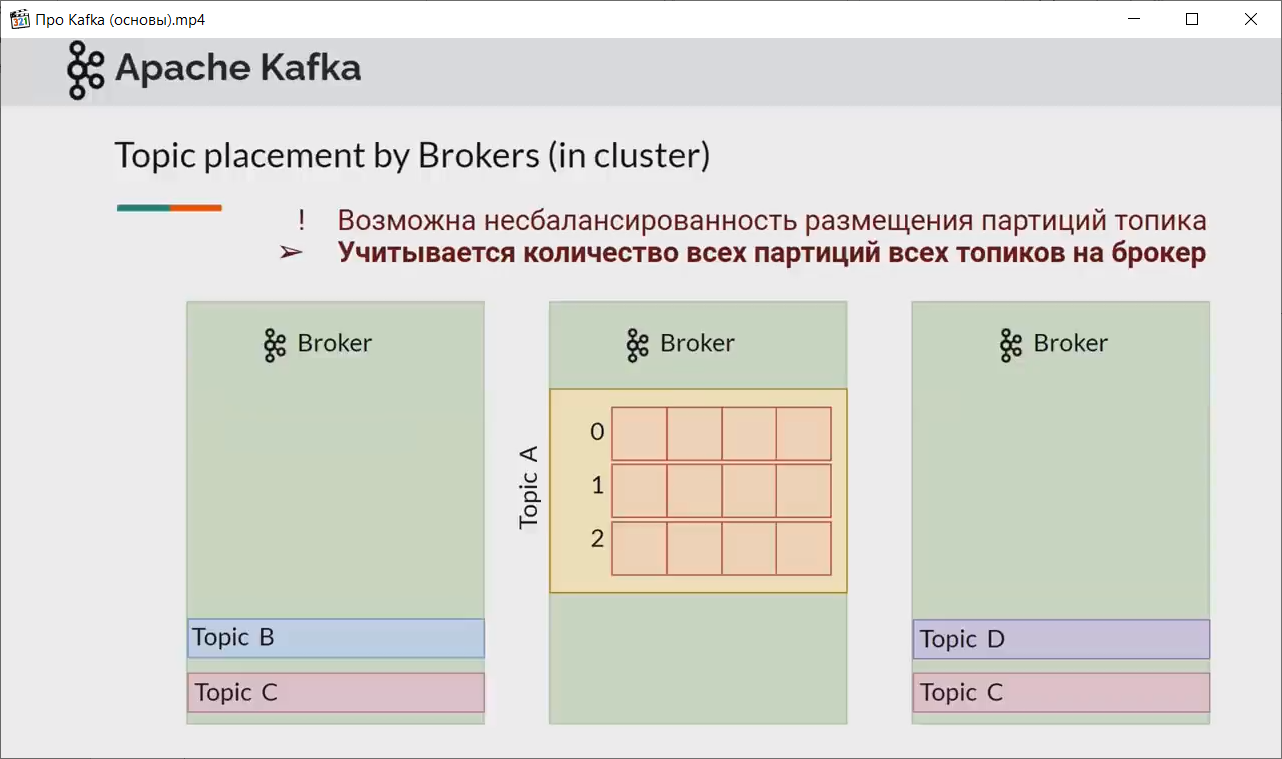 Про Kafka (основы).mp4
Apache Kafka
Topic placement by Brokers (in cluster)
! Возможна несбалансированность размещения партиций топика
➢ Учитывается количество всех партиций всех топиков на брокер
Broker
Broker
Broker
Topic A
0
1
2
Topic B
Topic C
Topic D
Topic C